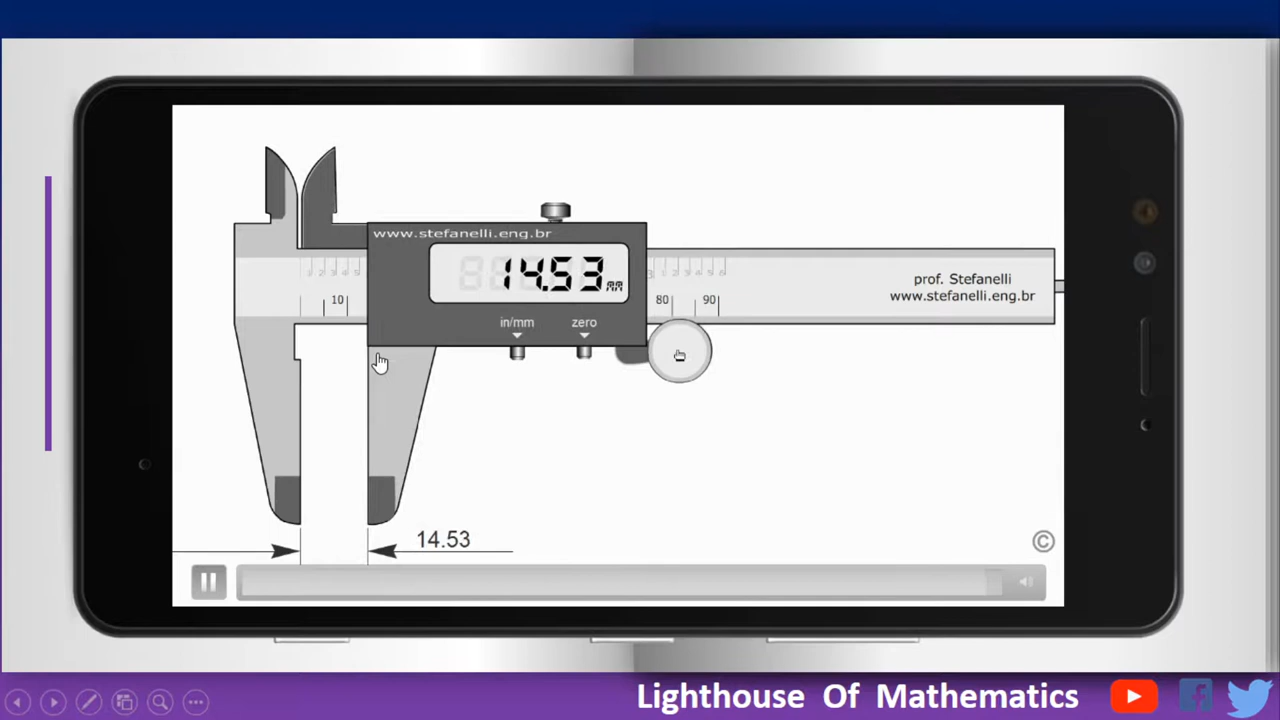 www.stefanelli.eng.br
14.53 mm
in/mm zero
10
80 90
prof. Stefanelli
www.stefanelli.eng.br
14.53
©
Lighthouse Of Mathematics